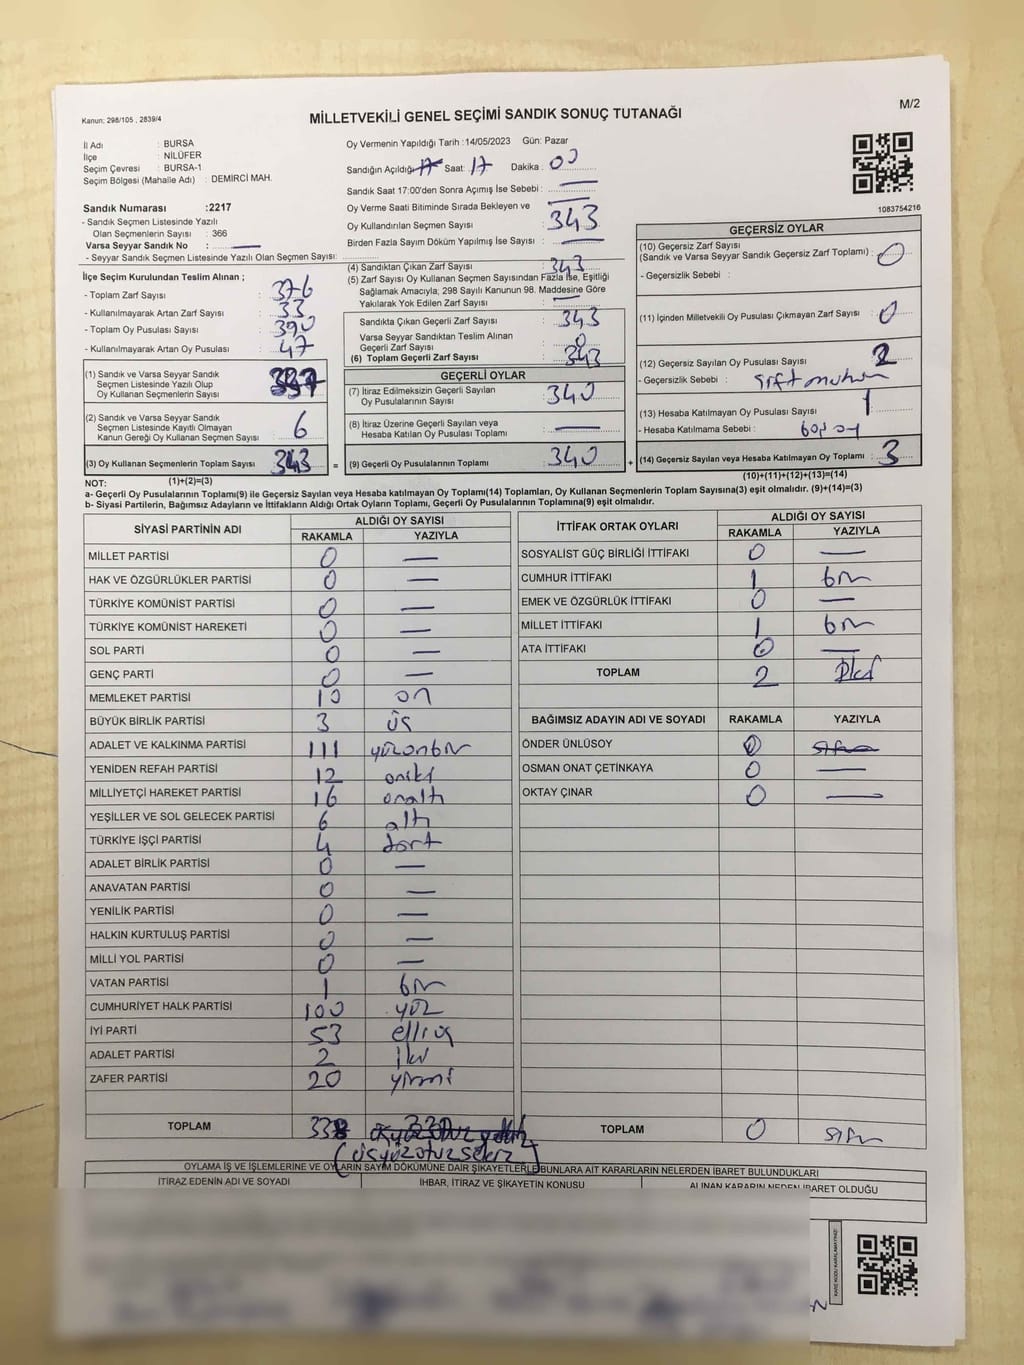 Kanun: 298/105 , 2839/4
MİLLETVEKİLİ GENEL SEÇİMİ SANDIK SONUÇ TUTANAĞI
M/2
İl Adı : BURSA
İlçe : NİLÜFER
Seçim Çevresi : BURSA-1
Seçim Bölgesi (Mahalle Adı) : DEMİRCİ MAH.
Oy Vermenin Yapıldığı Tarih :14/05/2023 Gün: Pazar
Sandığın Açıldığı Saat: 17 Dakika : 00
Sandık Saat 17:00'den Sonra Açımış İse Sebebi : —
Oy Verme Saati Bitiminde Sırada Bekleyen ve
Oy Kullandırılan Seçmen Sayısı : 343
Birden Fazla Sayım Döküm Yapılmış İse Sayısı : —
1083754216
Sandık Numarası :2217
- Sandık Seçmen Listesinde Yazılı
Olan Seçmenlerin Sayısı : 366
Varsa Seyyar Sandık No : —
- Seyyar Sandık Seçmen Listesinde Yazılı Olan Seçmen Sayısı:
İlçe Seçim Kurulundan Teslim Alınan ;
- Toplam Zarf Sayısı : 376
- Kullanılmayarak Artan Zarf Sayısı : 33
- Toplam Oy Pusulası Sayısı : 390
- Kullanılmayarak Artan Oy Pusulası : 47
(1) Sandık ve Varsa Seyyar Sandık
Seçmen Listesinde Yazılı Olup
Oy Kullanan Seçmenlerin Sayısı : 337
(2) Sandık ve Varsa Seyyar Sandık
Seçmen Listesinde Kayıtlı Olmayan
Kanun Gereği Oy Kullanan Seçmen Sayısı : 6
(3) Oy Kullanan Seçmenlerin Toplam Sayısı : 343
(1)+(2)=(3)
(4) Sandıktan Çıkan Zarf Sayısı : 343
(5) Zarf Sayısı Oy Kullanan Seçmen Sayısından Fazla İse, Eşitliği
Sağlamak Amacıyla; 298 Sayılı Kanunun 98. Maddesine Göre
Yakılarak Yok Edilen Zarf Sayısı : —
Sandıkta Çıkan Geçerli Zarf Sayısı : 343
Varsa Seyyar Sandıktan Teslim Alınan
Geçerli Zarf Sayısı : 0
(6) Toplam Geçerli Zarf Sayısı : 343
GEÇERLİ OYLAR
(7) İtiraz Edilmeksizin Geçerli Sayılan
Oy Pusulalarının Sayısı : 340
(8) İtiraz Üzerine Geçerli Sayılan veya
Hesaba Katılan Oy Pusulası Toplamı : —
= (9) Geçerli Oy Pusulalarının Toplamı : 340 +
GEÇERSİZ OYLAR
(10) Geçersiz Zarf Sayısı
(Sandık ve Varsa Seyyar Sandık Geçersiz Zarf Toplamı) : 0
- Geçersizlik Sebebi :
(11) İçinden Milletvekili Oy Pusulası Çıkmayan Zarf Sayısı : 0
(12) Geçersiz Sayılan Oy Pusulası Sayısı : 2
- Geçersizlik Sebebi :
(13) Hesaba Katılmayan Oy Pusulası Sayısı : 1
- Hesaba Katılmama Sebebi : boş oy
(14) Geçersiz Sayılan veya Hesaba Katılmayan Oy Toplamı : 3
(10)+(11)+(12)+(13)=(14)
NOT:
a- Geçerli Oy Pusulalarının Toplamı(9) ile Geçersiz Sayılan veya Hesaba katılmayan Oy Toplamı(14) Toplamları, Oy Kullanan Seçmenlerin Toplam Sayısına(3) eşit olmalıdır. (9)+(14)=(3)
b- Siyasi Partilerin, Bağımsız Adayların ve İttifakların Aldığı Ortak Oyların Toplamı, Geçerli Oy Pusulalarının Toplamına(9) eşit olmalıdır.
SİYASİ PARTİNİN ADI ALDIĞI OY SAYISI
RAKAMLA YAZIYLA
MİLLET PARTİSİ 0 —
HAK VE ÖZGÜRLÜKLER PARTİSİ 0 —
TÜRKİYE KOMÜNİST PARTİSİ 0 —
TÜRKİYE KOMÜNİST HAREKETİ 0 —
SOL PARTİ 0 —
GENÇ PARTİ 0 —
MEMLEKET PARTİSİ 10 on
BÜYÜK BİRLİK PARTİSİ 3 üç
ADALET VE KALKINMA PARTİSİ 111 yüzonbir
YENİDEN REFAH PARTİSİ 12 oniki
MİLLİYETÇİ HAREKET PARTİSİ 16 onaltı
YEŞİLLER VE SOL GELECEK PARTİSİ 6 altı
TÜRKİYE İŞÇİ PARTİSİ 4 dört
ADALET BİRLİK PARTİSİ 0 —
ANAVATAN PARTİSİ 0 —
YENİLİK PARTİSİ 0 —
HALKIN KURTULUŞ PARTİSİ 0 —
MİLLİ YOL PARTİSİ 0 —
VATAN PARTİSİ 1 bir
CUMHURİYET HALK PARTİSİ 100 yüz
İYİ PARTİ 53 elliüç
ADALET PARTİSİ 2 iki
ZAFER PARTİSİ 20 yirmi
TOPLAM 338
(üçyüzotuzsekiz)
İTTİFAK ORTAK OYLARI ALDIĞI OY SAYISI
RAKAMLA YAZIYLA
SOSYALİST GÜÇ BİRLİĞİ İTTİFAKI 0 —
CUMHUR İTTİFAKI 1 bir
EMEK VE ÖZGÜRLÜK İTTİFAKI 0 —
MİLLET İTTİFAKI 1 bir
ATA İTTİFAKI 0 —
TOPLAM 2 iki
BAĞIMSIZ ADAYIN ADI VE SOYADI RAKAMLA YAZIYLA
ÖNDER ÜNLÜSOY 0 sıfır
OSMAN ONAT ÇETİNKAYA 0 —
OKTAY ÇINAR 0 —
TOPLAM 0 sıfır
OYLAMA İŞ VE İŞLEMLERİNE VE OYLARIN SAYIM DÖKÜMÜNE DAİR ŞİKAYETLERLE BUNLARA AİT KARARLARIN NELERDEN İBARET BULUNDUKLARI
İTİRAZ EDENİN ADI VE SOYADI İHBAR, İTİRAZ VE ŞİKAYETİN KONUSU ALINAN KARARIN NEDEN İBARET OLDUĞU
KARE KODU KARALAMAYINIZ!